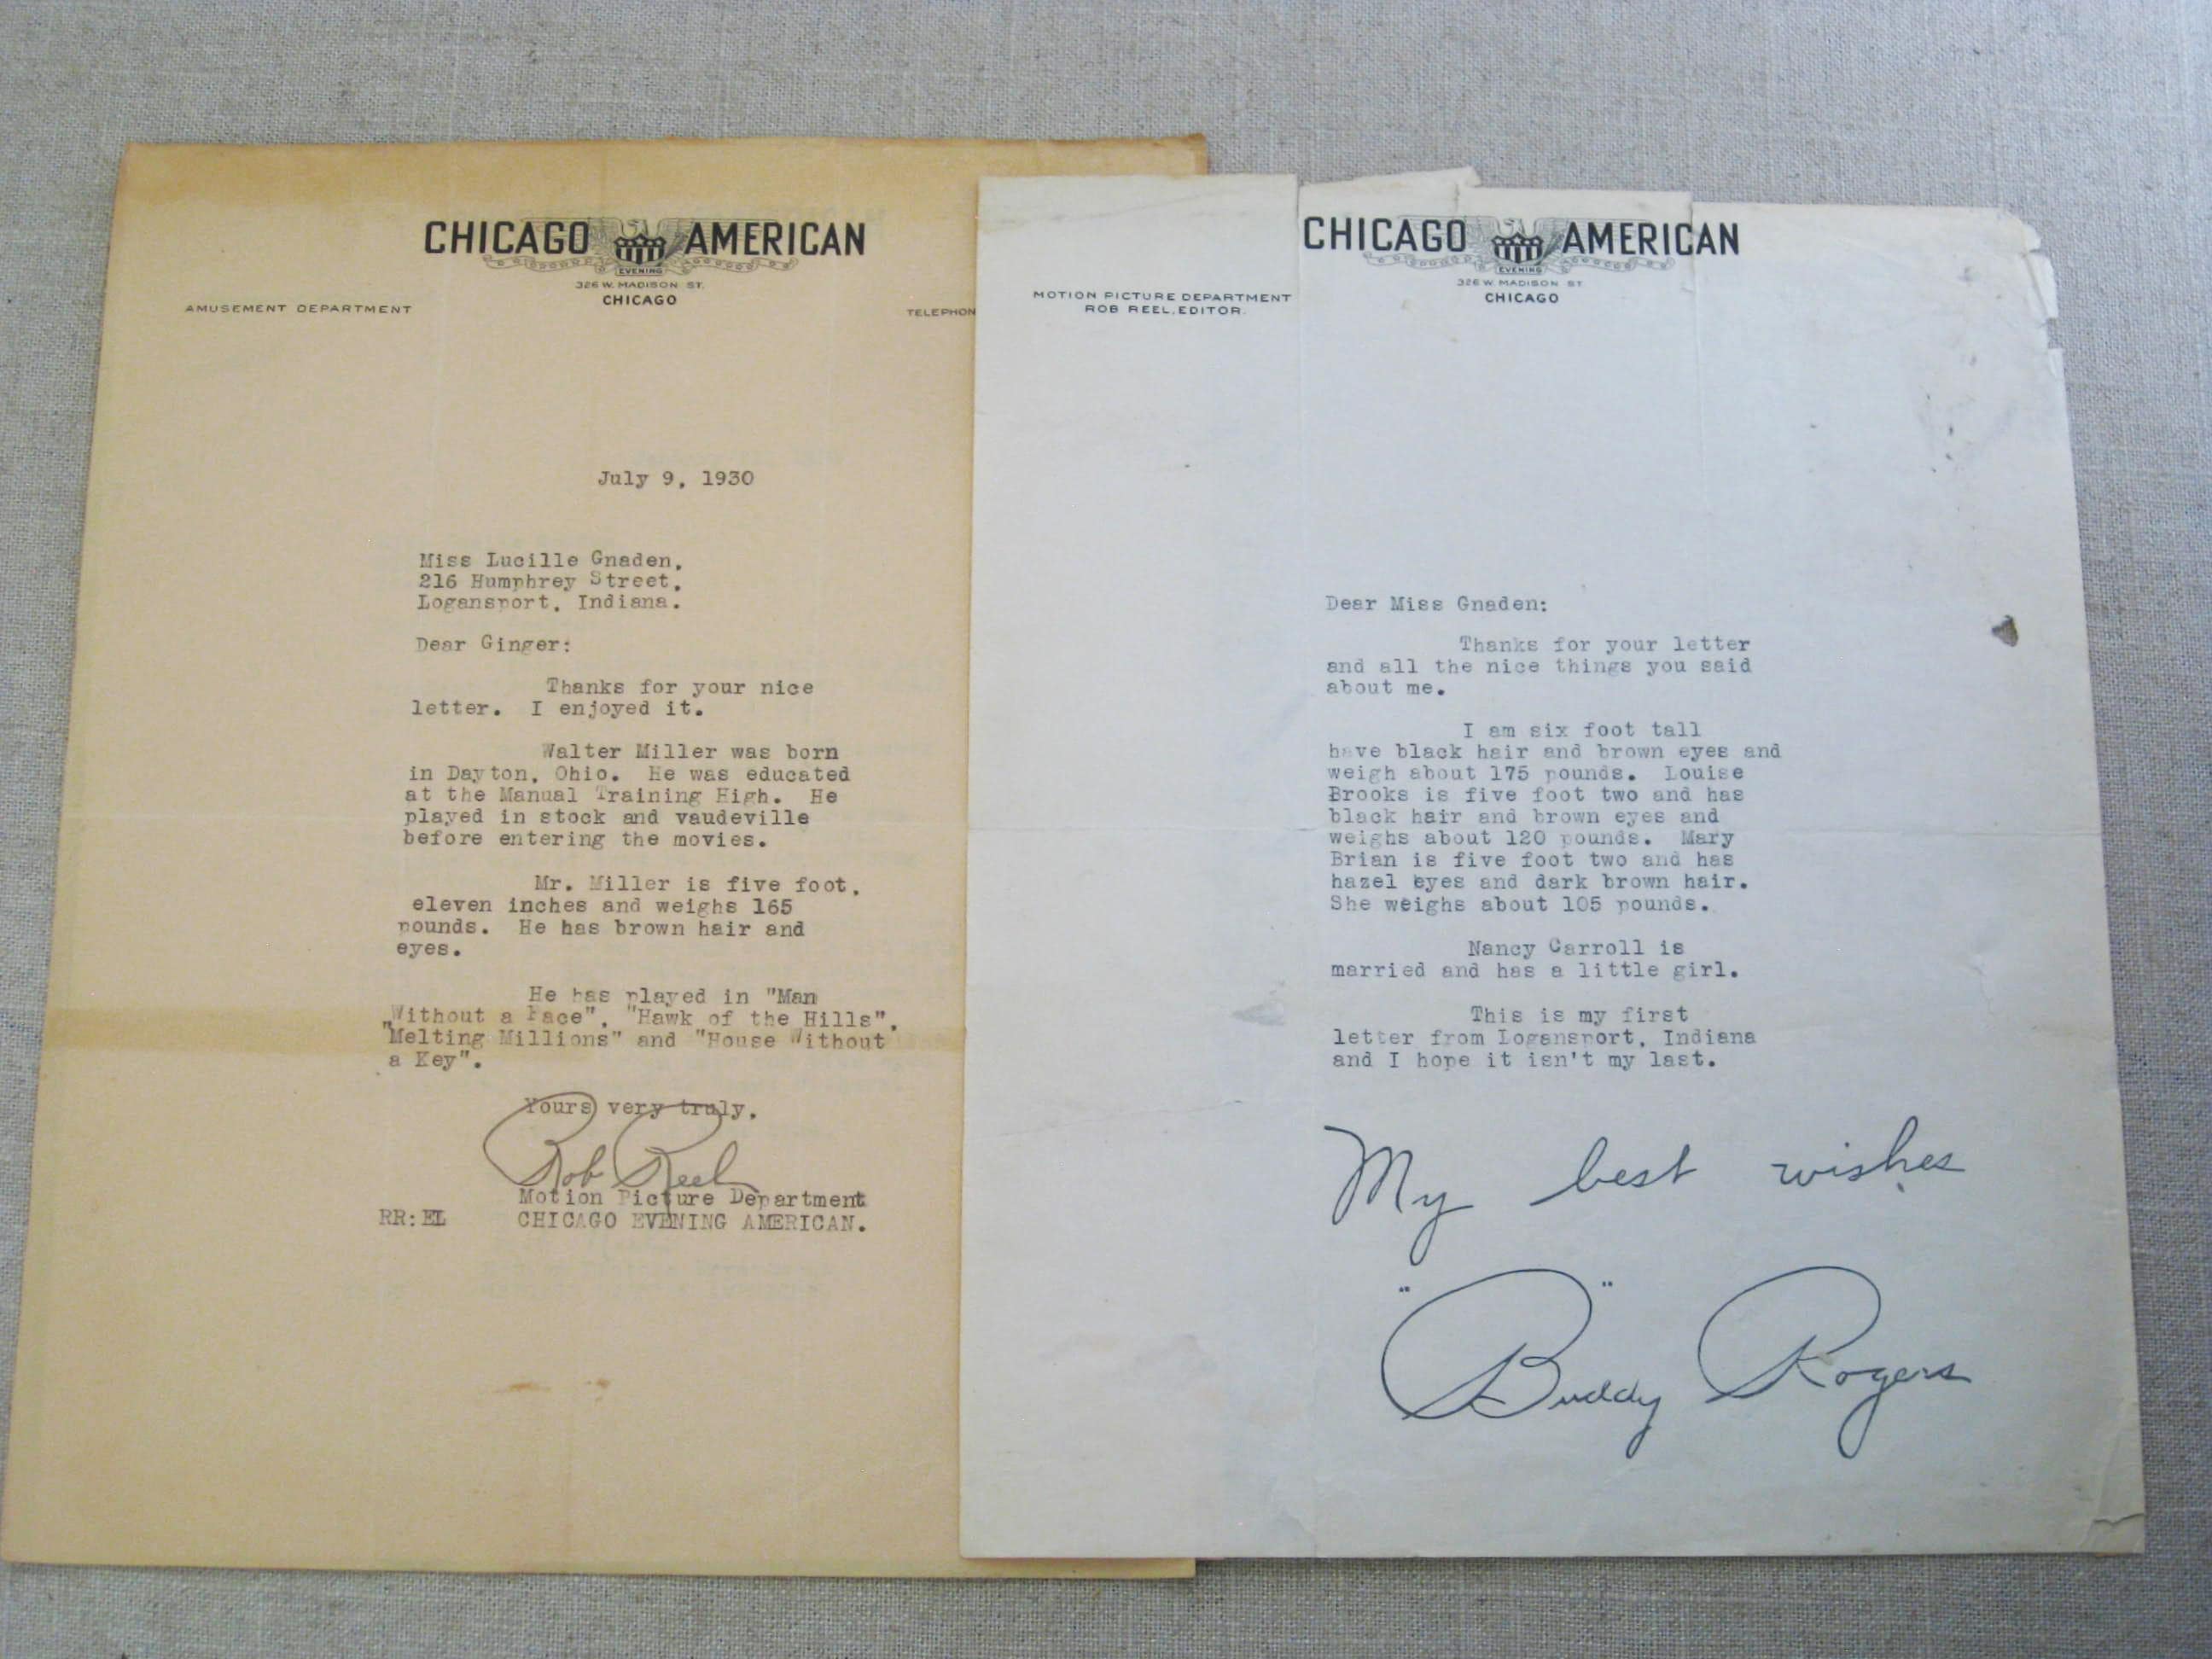 CHICAGO AMERICAN
EVENING
326 W. MADISON ST.
CHICAGO
AMUSEMENT DEPARTMENT
TELEPHON
July 9, 1930
Miss Lucille Gnaden,
216 Humphrey Street,
Logansport, Indiana.
Dear Ginger:
Thanks for your nice
letter. I enjoyed it.
Walter Miller was born
in Dayton, Ohio. He was educated
at the Manual Training High. He
played in stock and vaudeville
before entering the movies.
Mr. Miller is five foot,
eleven inches and weighs 165
pounds. He has brown hair and
eyes.
He has played in "Man
Without a Face", "Hawk of the Hills",
"Melting Millions" and "House Without
a Key".
Yours very truly,
Rob Reel
Motion Picture Department
RR:EL CHICAGO EVENING AMERICAN.
CHICAGO AMERICAN
EVENING
326 W. MADISON ST
CHICAGO
MOTION PICTURE DEPARTMENT
ROB REEL, EDITOR.
Dear Miss Gnaden:
Thanks for your letter
and all the nice things you said
about me.
I am six foot tall
have black hair and brown eyes and
weigh about 175 pounds. Louise
Brooks is five foot two and has
black hair and brown eyes and
weighs about 120 pounds. Mary
Brian is five foot two and has
hazel eyes and dark brown hair.
She weighs about 105 pounds.
Nancy Carroll is
married and has a little girl.
This is my first
letter from Logansport, Indiana
and I hope it isn't my last.
My best wishes
"Buddy" Rogers